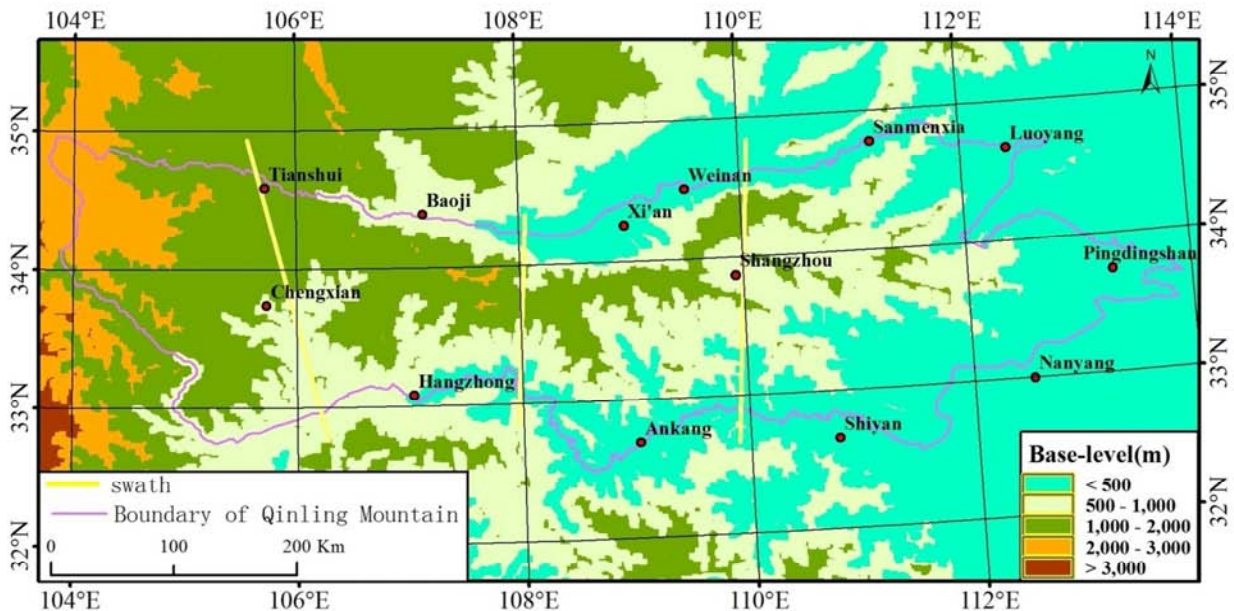 104°E 106°E 108°E 110°E 112°E 114°E
N
35°N
35°N
Sanmenxia
Luoyang
Tianshui
Weinan
Baoji
Xi'an
34°N
34°N
Shangzhou
Pingdingshan
Chengxian
33°N
33°N
Hangzhong
Nanyang
Ankang
Shiyan
Base-level(m)
< 500
500 - 1,000
1,000 - 2,000
2,000 - 3,000
> 3,000
swath
Boundary of Qinling Mountain
0 100 200 Km
32°N
32°N
104°E 106°E 108°E 110°E 112°E